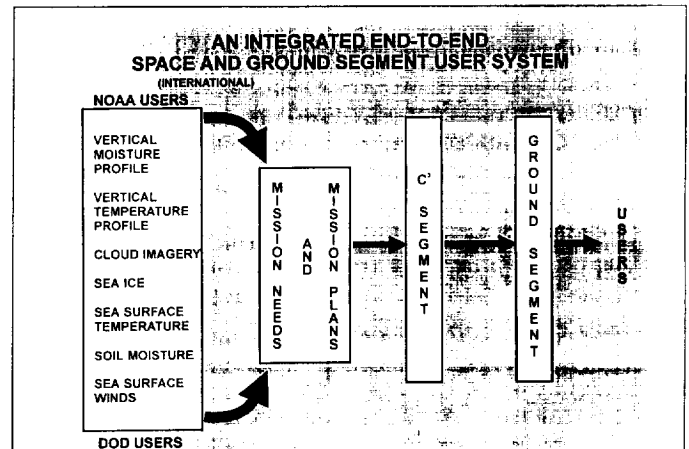 AN INTEGRATED END-TO-END
SPACE AND GROUND SEGMENT USER SYSTEM
(INTERNATIONAL)
NOAA USERS
VERTICAL
MOISTURE
PROFILE
VERTICAL
TEMPERATURE
PROFILE
CLOUD IMAGERY
SEA ICE
SEA SURFACE
TEMPERATURE
SOIL MOISTURE
SEA SURFACE
WINDS
DOD USERS
MISSION NEEDS
AND
MISSION PLANS
C³ SEGMENT
GROUND SEGMENT
USERS